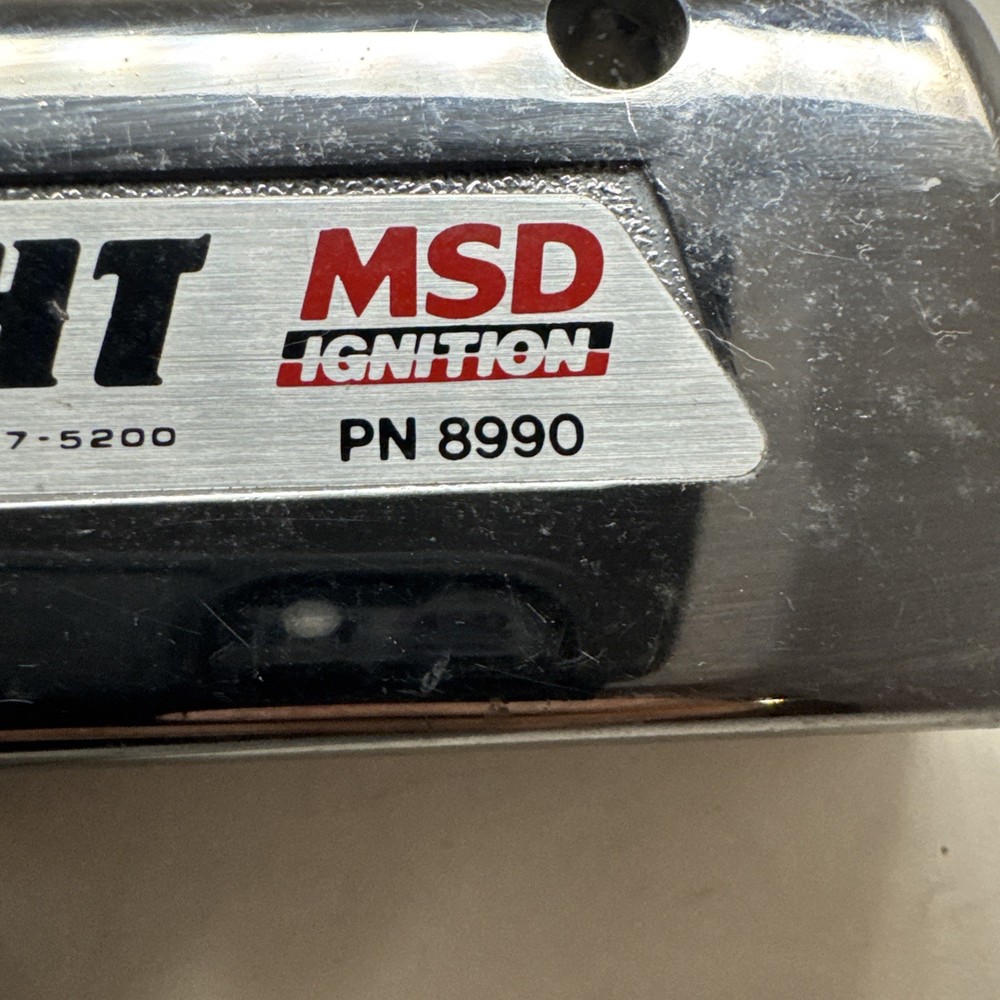 HT
MSD
IGNITION
7-5200
PN 8990